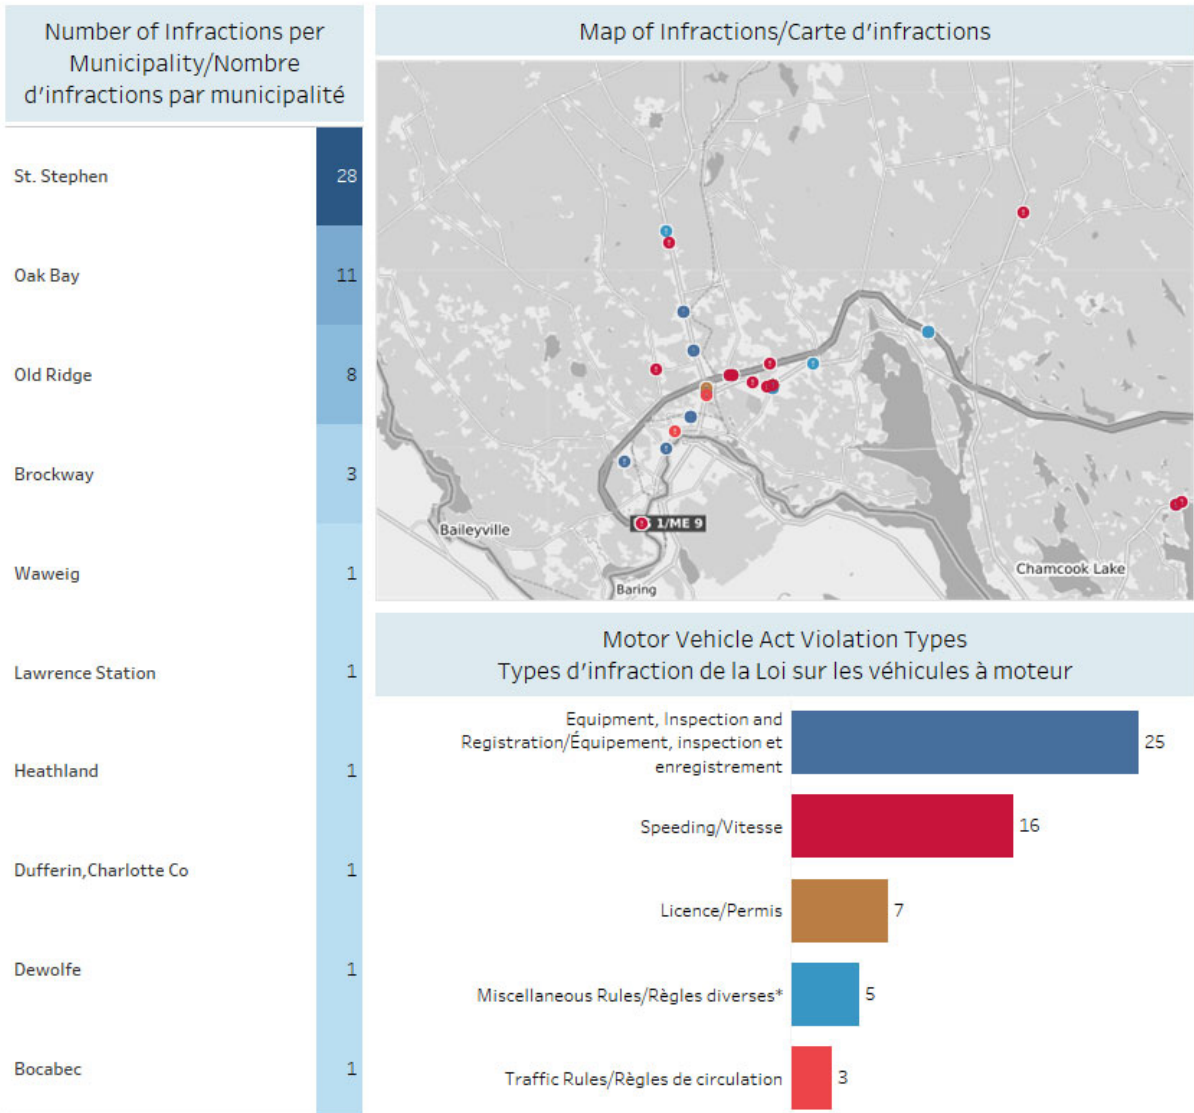 Number of Infractions per
Municipality/Nombre
d'infractions par municipalité
St. Stephen 28
Oak Bay 11
Old Ridge 8
Brockway 3
Waweig 1
Lawrence Station 1
Heathland 1
Dufferin,Charlotte Co 1
Dewolfe 1
Bocabec 1
Map of Infractions/Carte d'infractions
1/ME 9
Baileyville
Chamcook Lake
Baring
Motor Vehicle Act Violation Types
Types d'infraction de la Loi sur les véhicules à moteur
Equipment, Inspection and
Registration/Équipement, inspection et
enregistrement
25
Speeding/Vitesse 16
Licence/Permis 7
Miscellaneous Rules/Règles diverses* 5
Traffic Rules/Règles de circulation 3